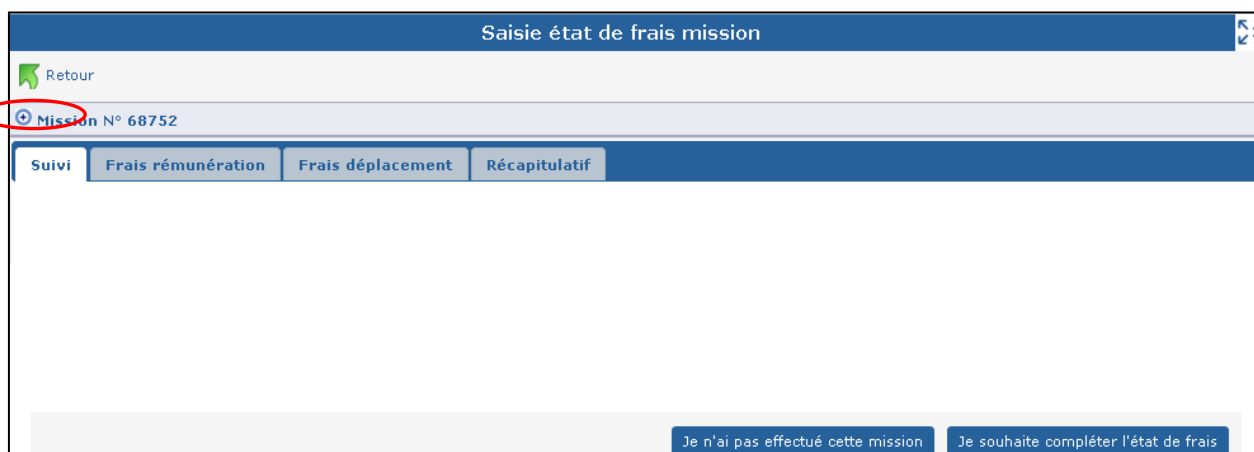 Saisie état de frais mission
Retour
Mission N° 68752
Suivi Frais rémunération Frais déplacement Récapitulatif
Je n'ai pas effectué cette mission Je souhaite compléter l'état de frais